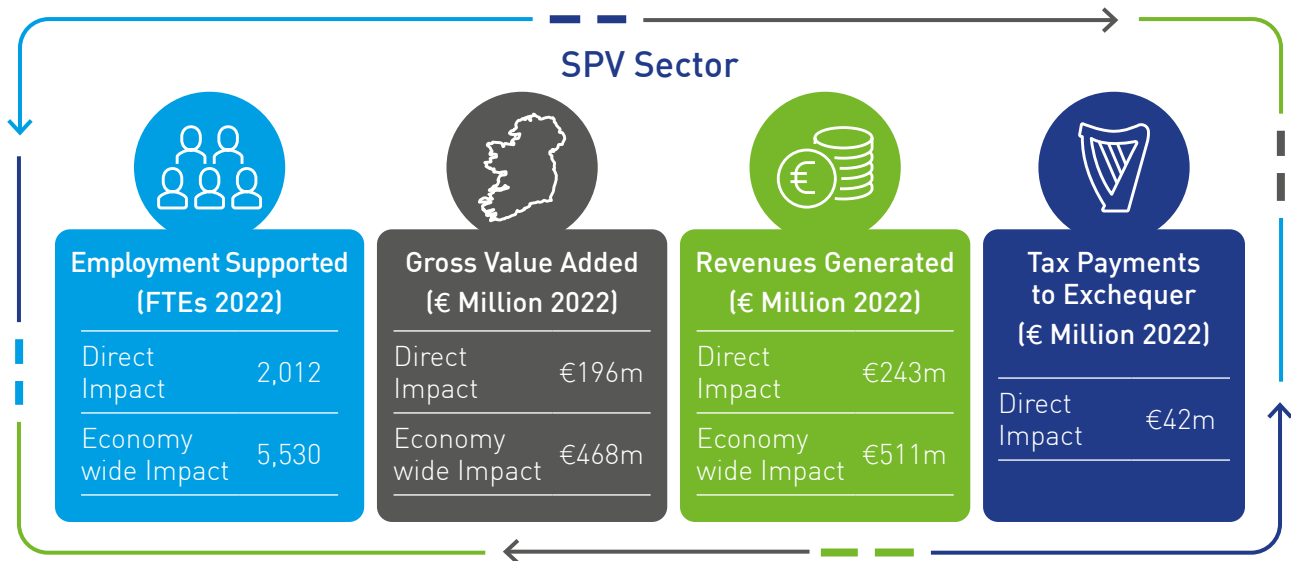 SPV Sector
€
Employment Supported
(FTEs 2022)
Direct
Impact 2,012
Economy
wide Impact 5,530
Gross Value Added
(€ Million 2022)
Direct
Impact €196m
Economy
wide Impact €468m
Revenues Generated
(€ Million 2022)
Direct
Impact €243m
Economy
wide Impact €511m
Tax Payments
to Exchequer
(€ Million 2022)
Direct
Impact €42m